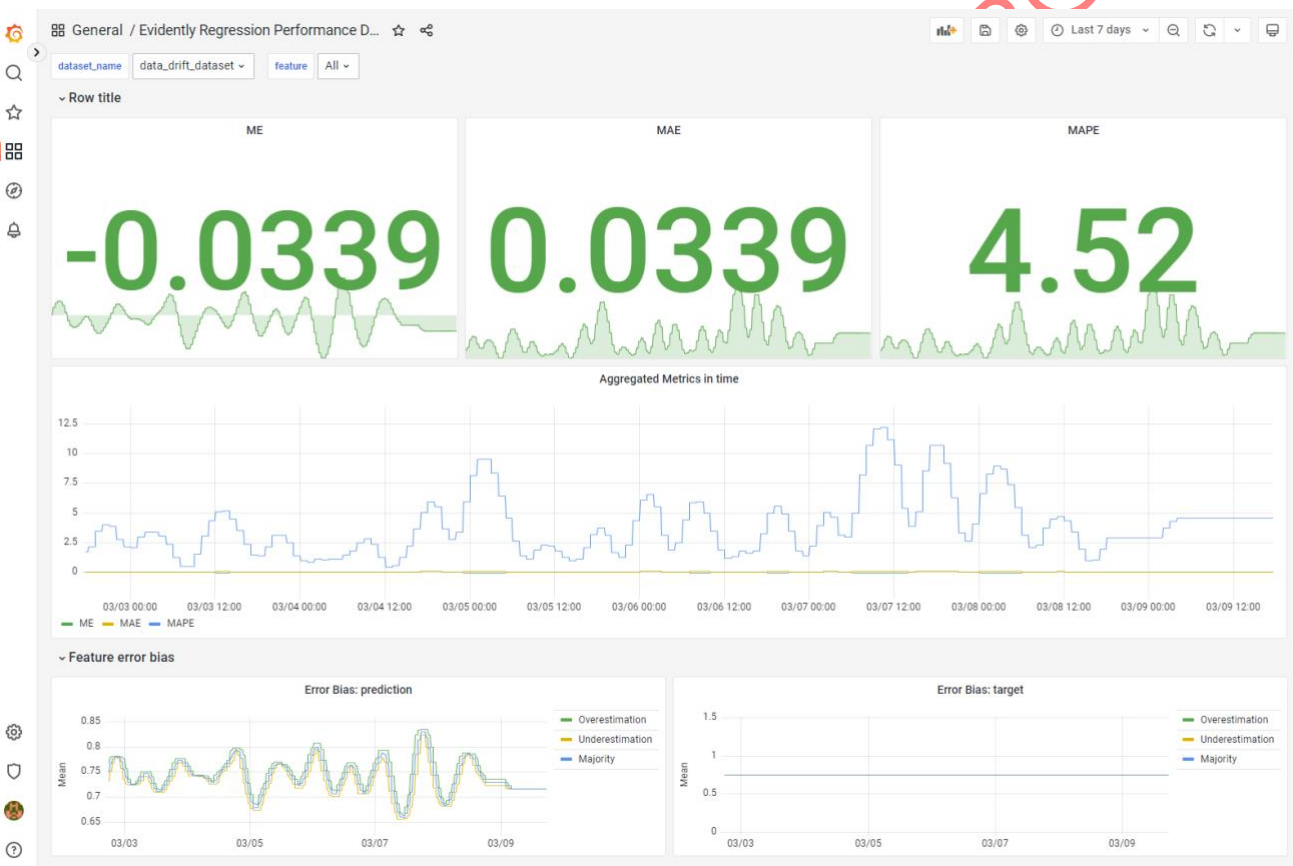 General / Evidently Regression Performance D...
Last 7 days
dataset_name data_drift_dataset feature All
Row title
ME
-0.0339
MAE
0.0339
MAPE
4.52
Aggregated Metrics in time
12.5
10
7.5
5
2.5
0
03/03 00:00 03/03 12:00 03/04 00:00 03/04 12:00 03/05 00:00 03/05 12:00 03/06 00:00 03/06 12:00 03/07 00:00 03/07 12:00 03/08 00:00 03/08 12:00 03/09 00:00 03/09 12:00
ME MAE MAPE
Feature error bias
Error Bias: prediction
Mean
0.85
0.8
0.75
0.7
0.65
03/03 03/05 03/07 03/09
Overestimation
Underestimation
Majority
Error Bias: target
Mean
1.5
1
0.5
0
03/03 03/05 03/07 03/09
Overestimation
Underestimation
Majority